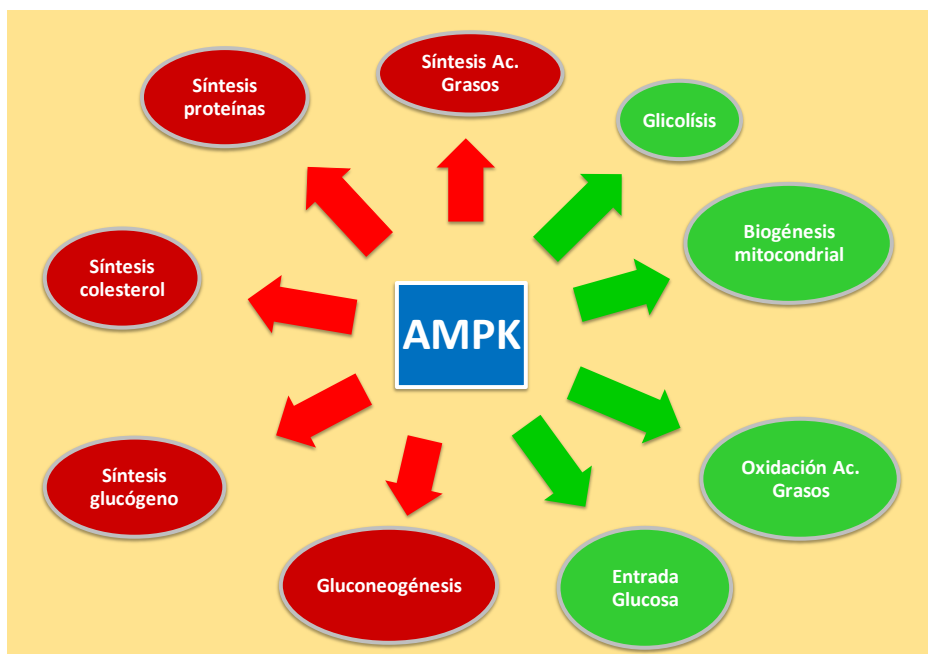 Síntesis Ac.
Grasos
Síntesis
proteínas
Glicolísis
Biogénesis
mitocondrial
Síntesis
colesterol
AMPK
Síntesis
glucógeno
Oxidación Ac.
Grasos
Gluconeogénesis
Entrada
Glucosa